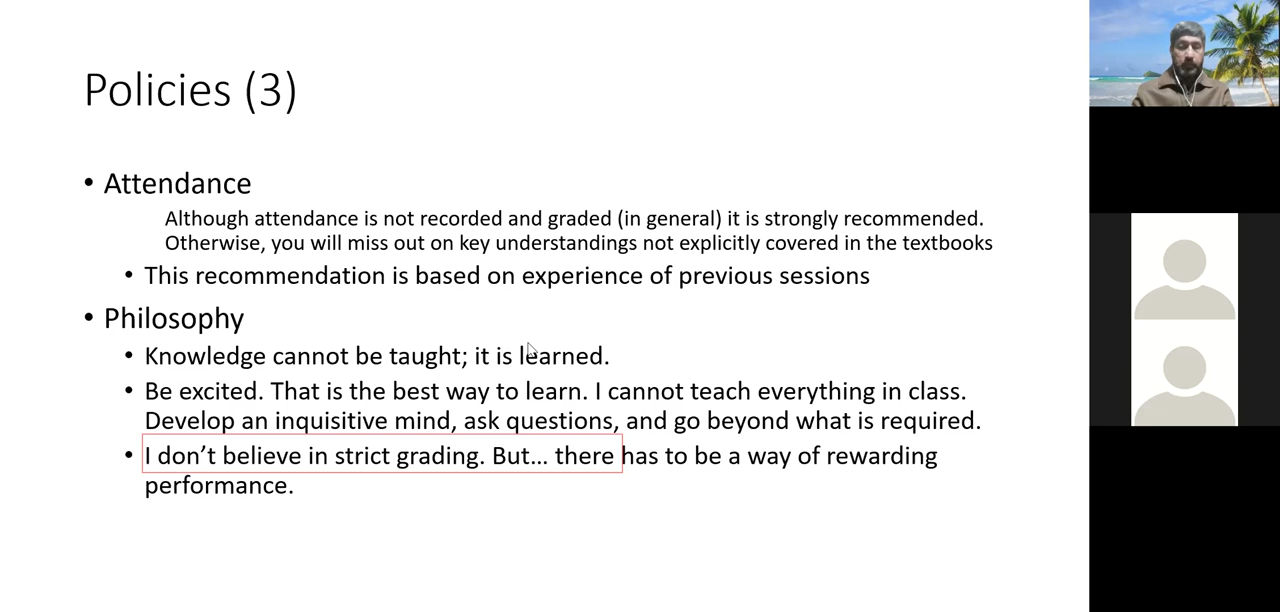 Policies (3)
• Attendance
Although attendance is not recorded and graded (in general) it is strongly recommended.
Otherwise, you will miss out on key understandings not explicitly covered in the textbooks
• This recommendation is based on experience of previous sessions
• Philosophy
• Knowledge cannot be taught; it is learned.
• Be excited. That is the best way to learn. I cannot teach everything in class.
Develop an inquisitive mind, ask questions, and go beyond what is required.
• I don’t believe in strict grading. But… there has to be a way of rewarding
performance.